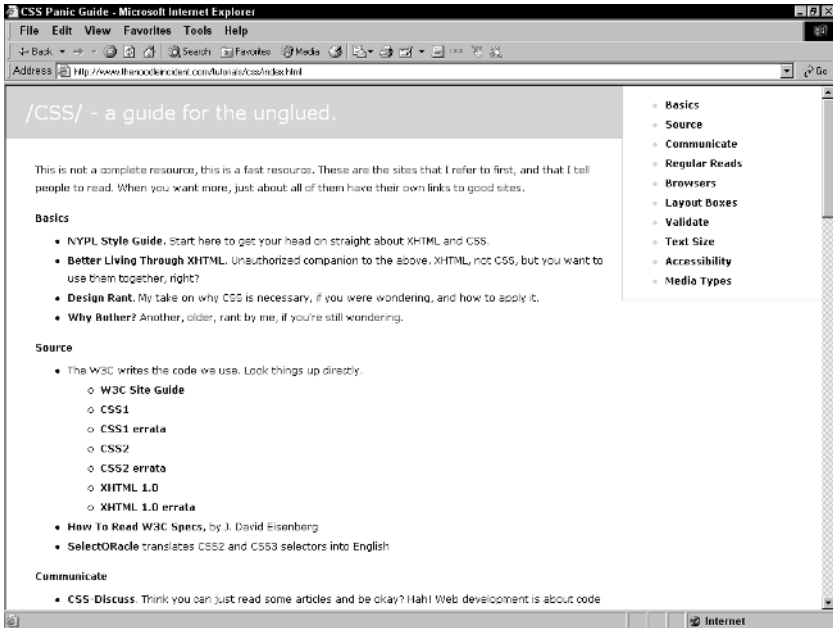 CSS Panic Guide - Microsoft Internet Explorer
File Edit View Favorites Tools Help
Back Search Favorites Media
Address http://www.thenoodleincident.com/tutorials/css/index.html Go
/CSS/ - a guide for the unglued.
This is not a complete resource, this is a fast resource. These are the sites that I refer to first, and that I tell
people to read. When you want more, just about all of them have their own links to good sites.
Basics
• NYPL Style Guide. Start here to get your head on straight about XHTML and CSS.
• Better Living Through XHTML. Unauthorized companion to the above. XHTML, not CSS, but you want to
use them together, right?
• Design Rant. My take on why CSS is necessary, if you were wondering, and how to apply it.
• Why Bother? Another, older, rant by me, if you're still wondering.
Source
• The W3C writes the code we use. Look things up directly.
○ W3C Site Guide
○ CSS1
○ CSS1 errata
○ CSS2
○ CSS2 errata
○ XHTML 1.0
○ XHTML 1.0 errata
• How To Read W3C Specs, by J. David Eisenberg
• SelectORacle translates CSS2 and CSS3 selectors into English
Communicate
• CSS-Discuss. Think you can just read some articles and be okay? Hah! Web development is about code
Basics
Source
Communicate
Regular Reads
Browsers
Layout Boxes
Validate
Text Size
Accessibility
Media Types
Internet